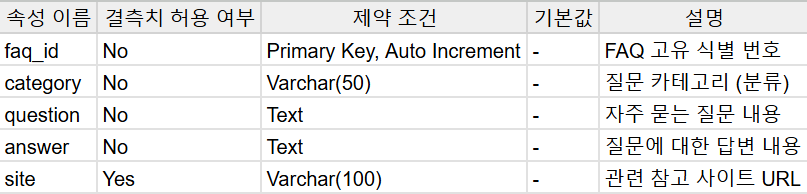 속성 이름 결측치 허용 여부 제약 조건 기본값 설명
faq_id No Primary Key, Auto Increment - FAQ 고유 식별 번호
category No Varchar(50) - 질문 카테고리 (분류)
question No Text - 자주 묻는 질문 내용
answer No Text - 질문에 대한 답변 내용
site Yes Varchar(100) - 관련 참고 사이트 URL